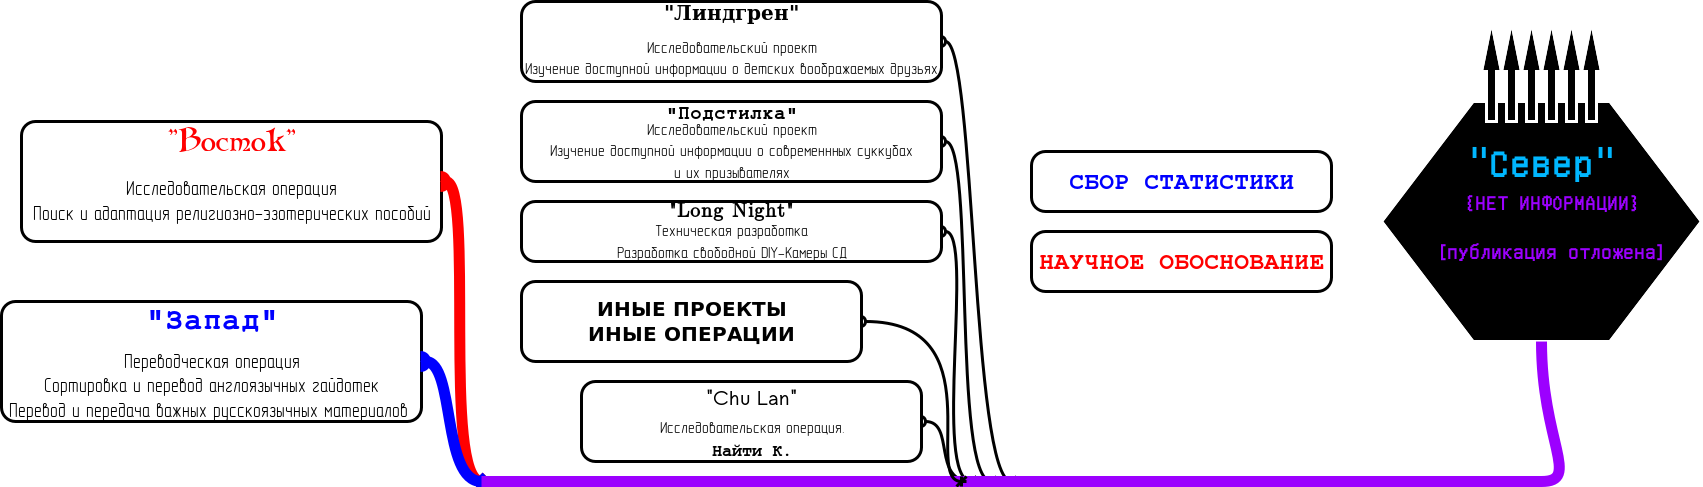 "Восток"
Исследовательская операция
Поиск и адаптация религиозно-эзотерических пособий
"Запад"
Переводческая операция
Сортировка и перевод англоязычных гайдотек
Перевод и передача важных русскоязычных материалов
"Линдгрен"
Исследовательский проект
Изучение доступной информации о детских воображаемых друзьях
"Подстилка"
Исследовательский проект
Изучение доступной информации о современнных суккубах
и их призывателях
"Long Night"
Техническая разработка
Разработка свободной DIY-Камеры СД
ИНЫЕ ПРОЕКТЫ
ИНЫЕ ОПЕРАЦИИ
"Chu Lan"
Исследовательская операция.
Найти К.
СБОР СТАТИСТИКИ
НАУЧНОЕ ОБОСНОВАНИЕ
"Север"
{НЕТ ИНФОРМАЦИИ}
[публикация отложена]